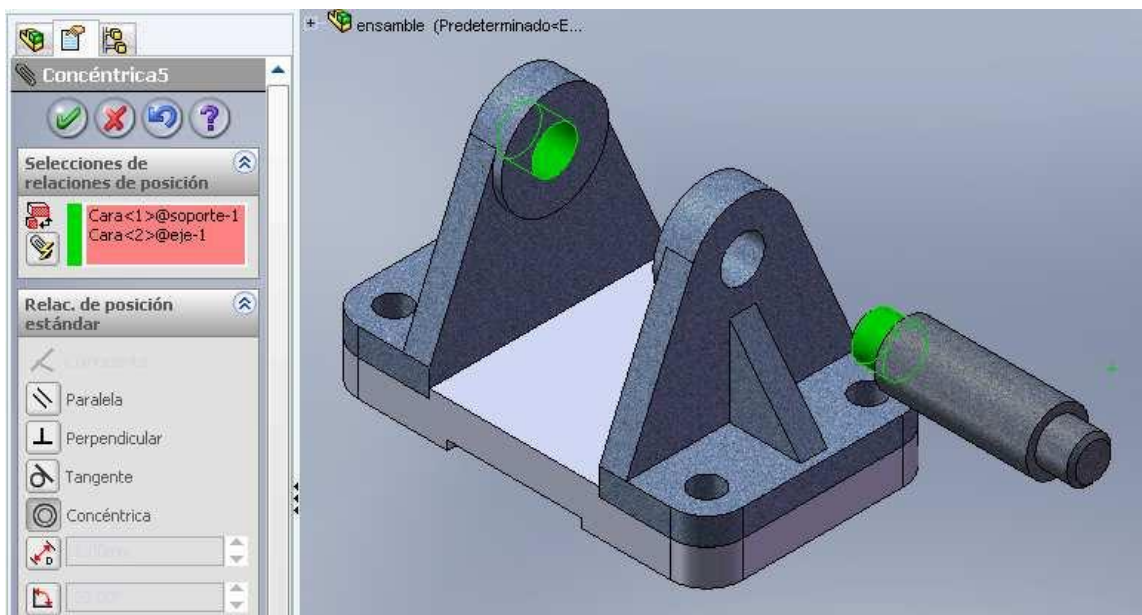 ensamble (Predeterminado<E...
Concéntrica5
Selecciones de
relaciones de posición
Cara<1>@soporte-1
Cara<2>@eje-1
Relac. de posición
estándar
Paralela
Perpendicular
Tangente
Concéntrica
D